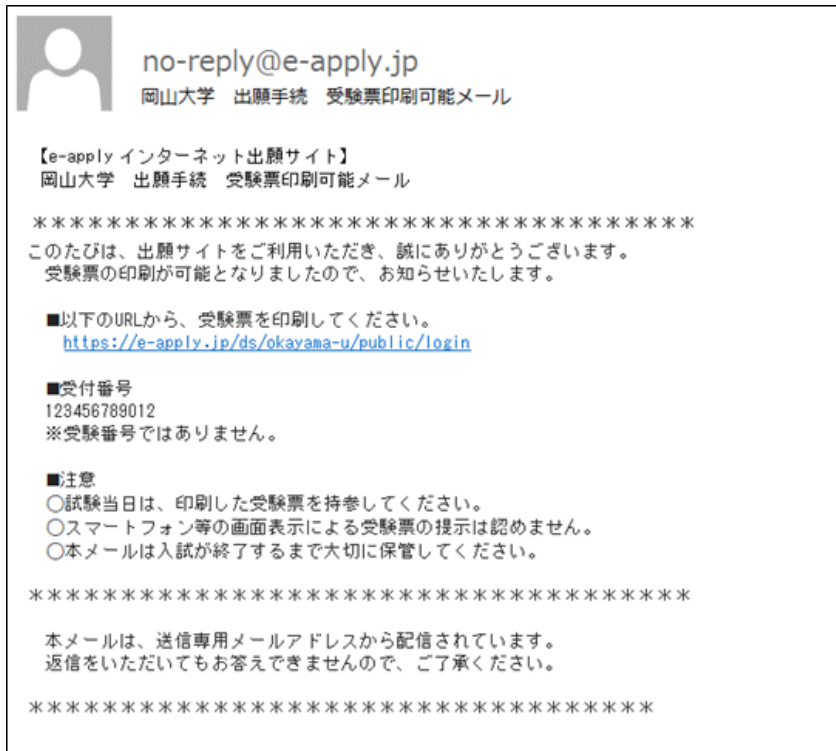 no-reply@e-apply.jp
岡山大学　出願手続　受験票印刷可能メール
【e-apply インターネット出願サイト】
岡山大学　出願手続　受験票印刷可能メール
＊＊＊＊＊＊＊＊＊＊＊＊＊＊＊＊＊＊＊＊＊＊＊＊＊＊＊＊＊＊＊＊＊＊＊＊
このたびは、出願サイトをご利用いただき、誠にありがとうございます。
受験票の印刷が可能となりましたので、お知らせいたします。
■以下のURLから、受験票を印刷してください。
https://e-apply.jp/ds/okayama-u/public/login
■受付番号
123456789012
※受験番号ではありません。
■注意
○試験当日は、印刷した受験票を持参してください。
○スマートフォン等の画面表示による受験票の提示は認めません。
○本メールは入試が終了するまで大切に保管してください。
＊＊＊＊＊＊＊＊＊＊＊＊＊＊＊＊＊＊＊＊＊＊＊＊＊＊＊＊＊＊＊＊＊＊＊＊
本メールは、送信専用メールアドレスから配信されています。
返信をいただいてもお答えできませんので、ご了承ください。
＊＊＊＊＊＊＊＊＊＊＊＊＊＊＊＊＊＊＊＊＊＊＊＊＊＊＊＊＊＊＊＊＊＊